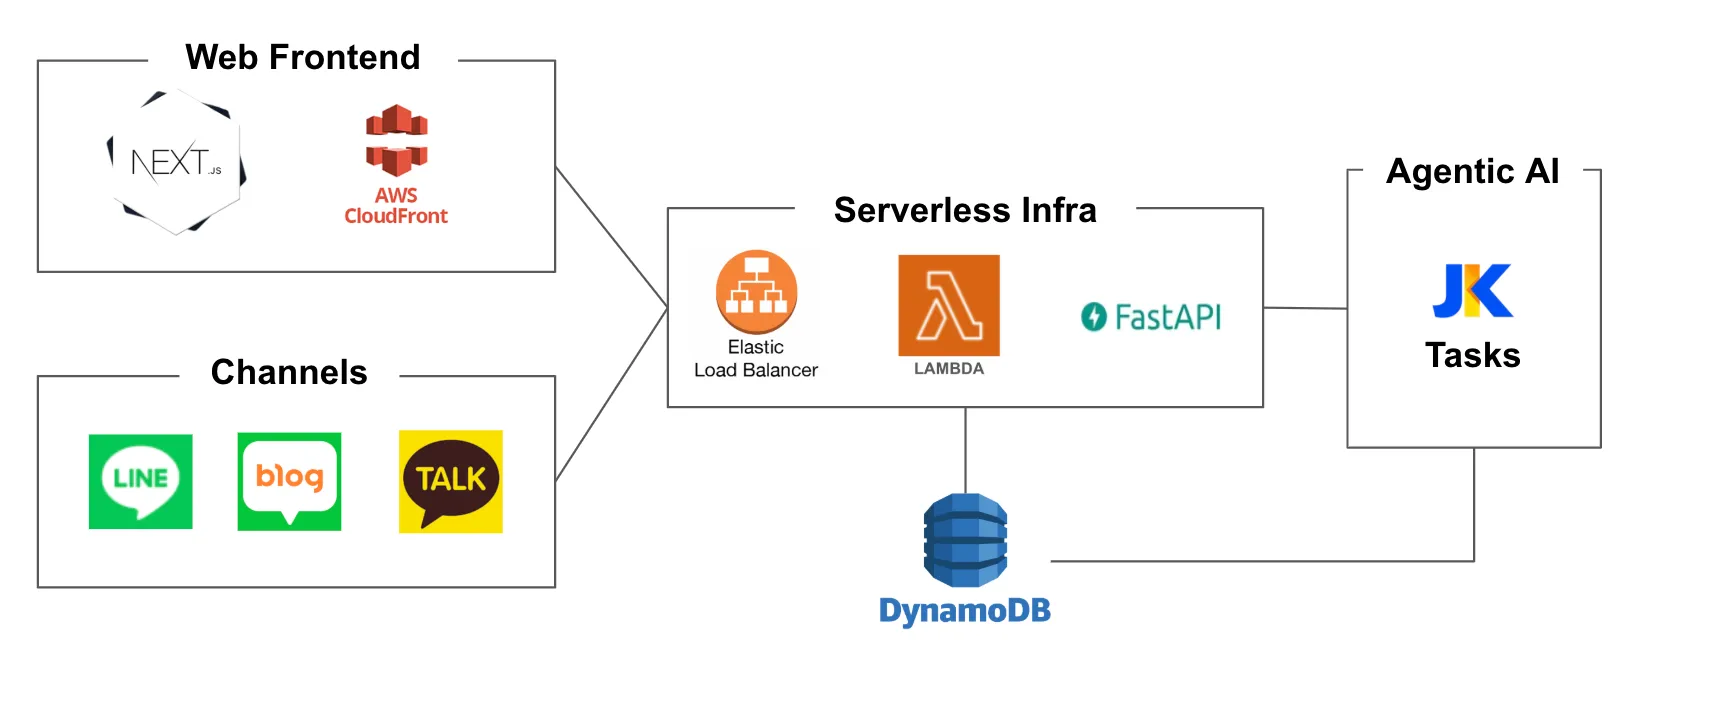 Web Frontend
NEXT.JS
AWS
CloudFront
Channels
LINE
blog
TALK
Serverless Infra
Elastic
Load Balancer
LAMBDA
FastAPI
DynamoDB
Agentic AI
JK
Tasks